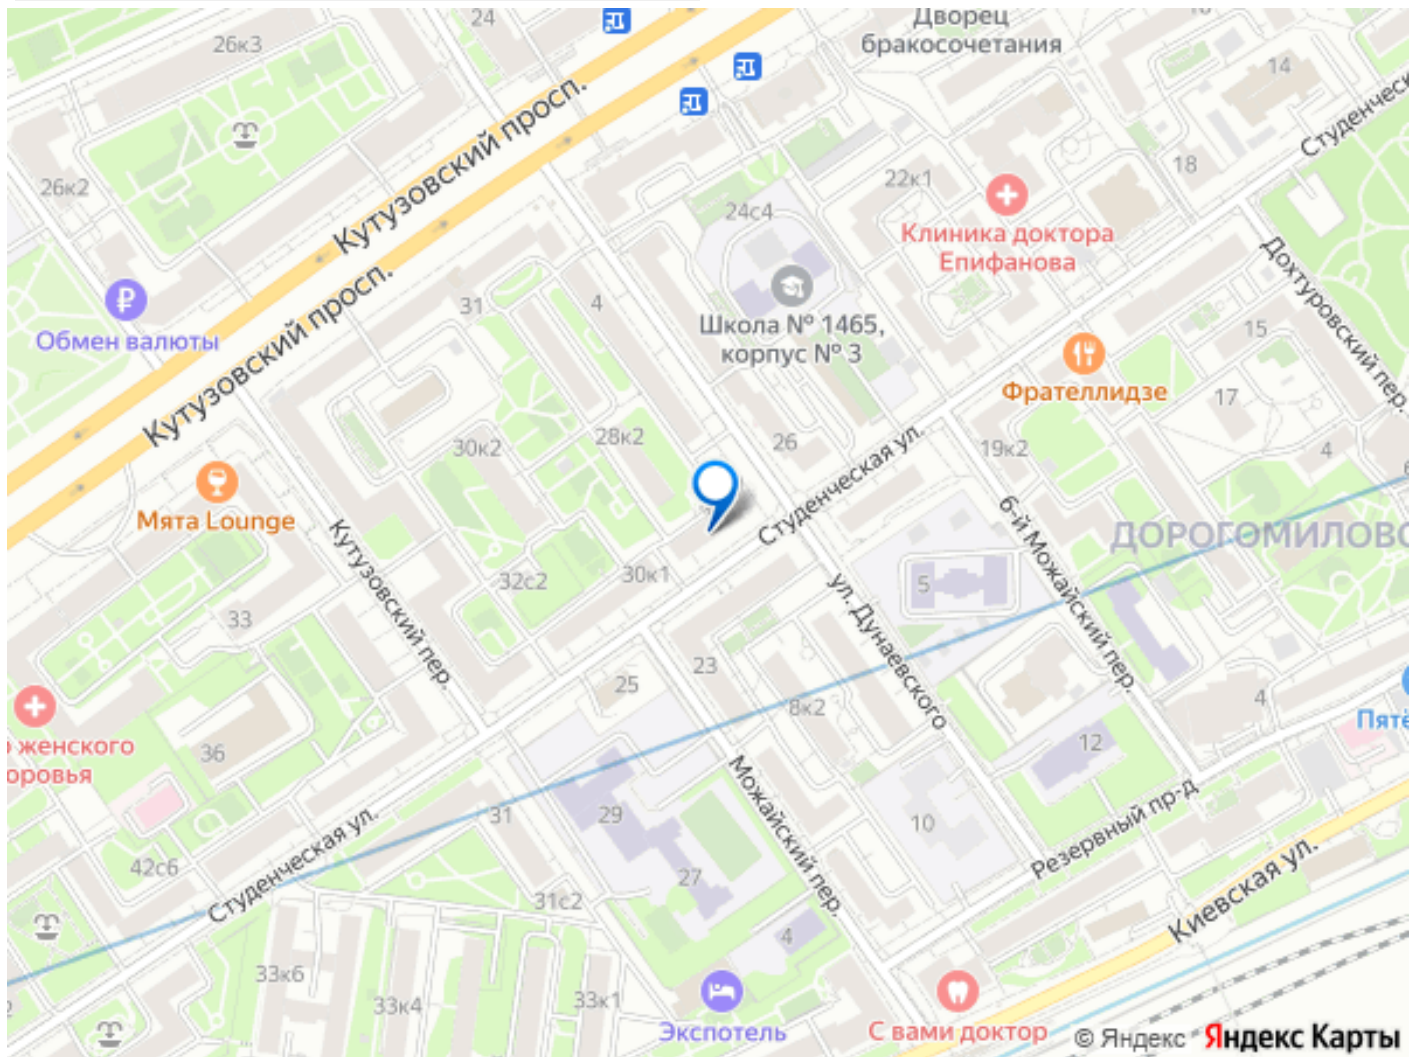 24
Дворец
бракосочетания
26к3
14
Кутузовский просп.
Студенческ
18
22к1
26к2
24с4
Клиника доктора
Епифанова
Дохтуровский пер.
Кутузовский просп.
4
31
Школа № 1465,
корпус № 3
15
Обмен валюты
Фрателлидзе
17
28к2
26
30к2
Студенческая ул.
19к2
4
Мята Lounge
6-й Можайский пер.
ДОРОГОМИЛОВО
Кутузовский пер.
32с2
30к1
5
ул. Дунаевского
33
23
25
8к2
4
Пятё
женского
оровья
36
12
Можайский пер.
Резервный пр-д
31
29
10
Студенческая ул.
42с6
27
Киевская ул.
31с2
4
33к6
33к4
33к1
Экспотель
С вами доктор
© Яндекс Яндекс Карты